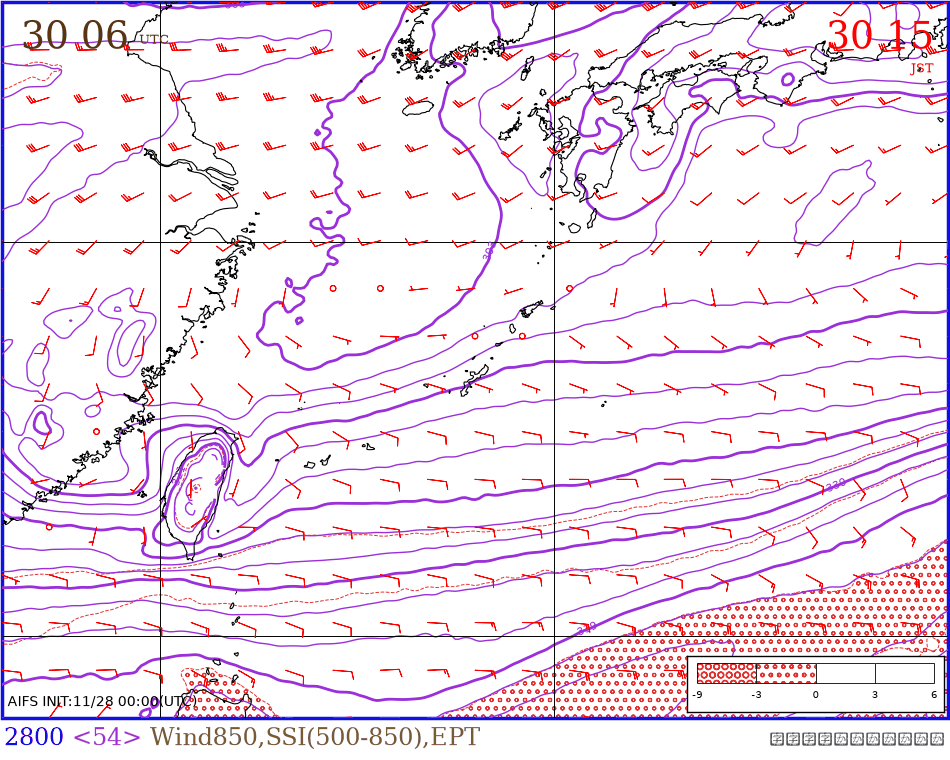 30 06 UTC
30 15
JST
330
AIFS INIT:11/28 00:00(UTC)
-9 -3 0 3 6
2800 <54> Wind850,SSI(500-850),EPT